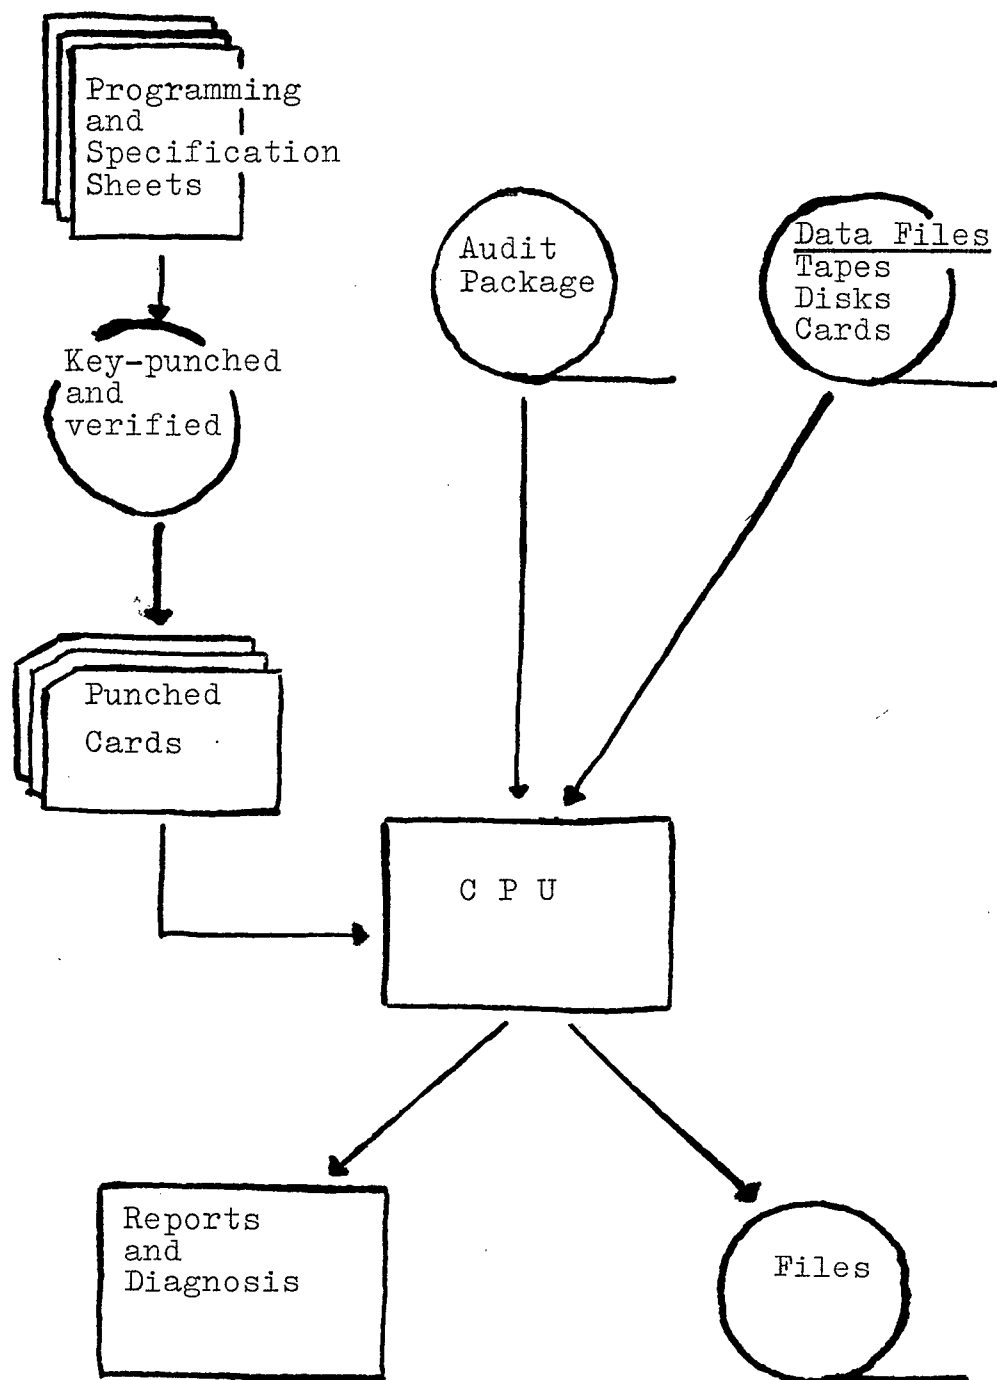 Programming
and
Specification
Sheets
Audit
Package
Data Files
Tapes
Disks
Cards
Key-punched
and
verified
Punched
Cards
C P U
Reports
and
Diagnosis
Files